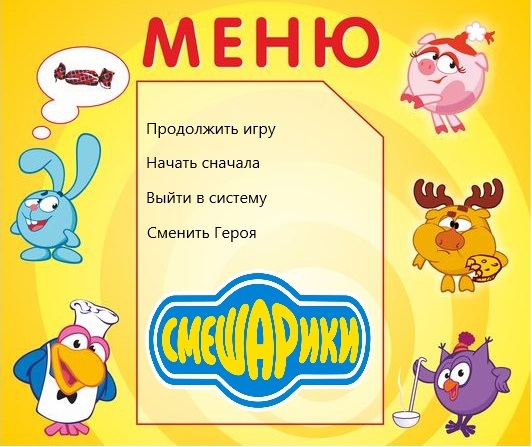 МЕНЮ
Продолжить игру
Начать сначала
Выйти в систему
Сменить Героя
СМЕШАРИКИ